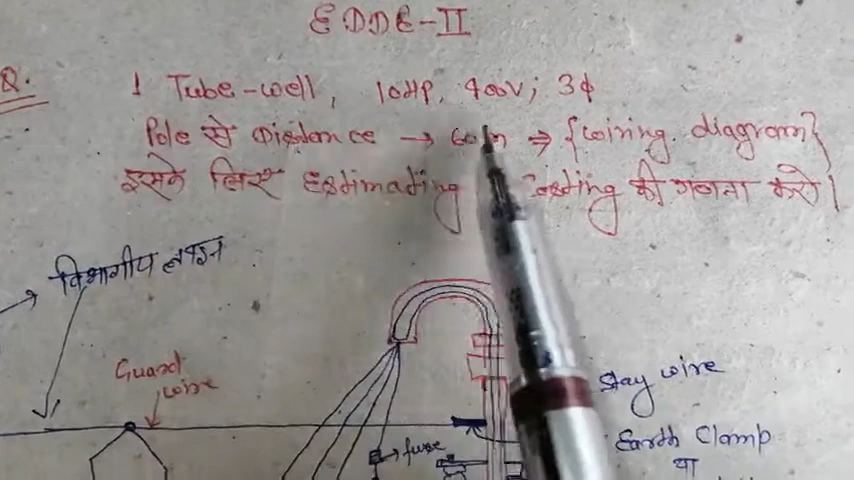 EDDE-II
Q. 1 Tube-well, 10HP, 400V; 3ф
Pole से Distance → 60m ⇒ {wiring diagram}
इसके लिए Estimating Costing की गणना करो।
विभागीय लाइन
Guard wire
Stay wire
Earth Clamp
या
fuse